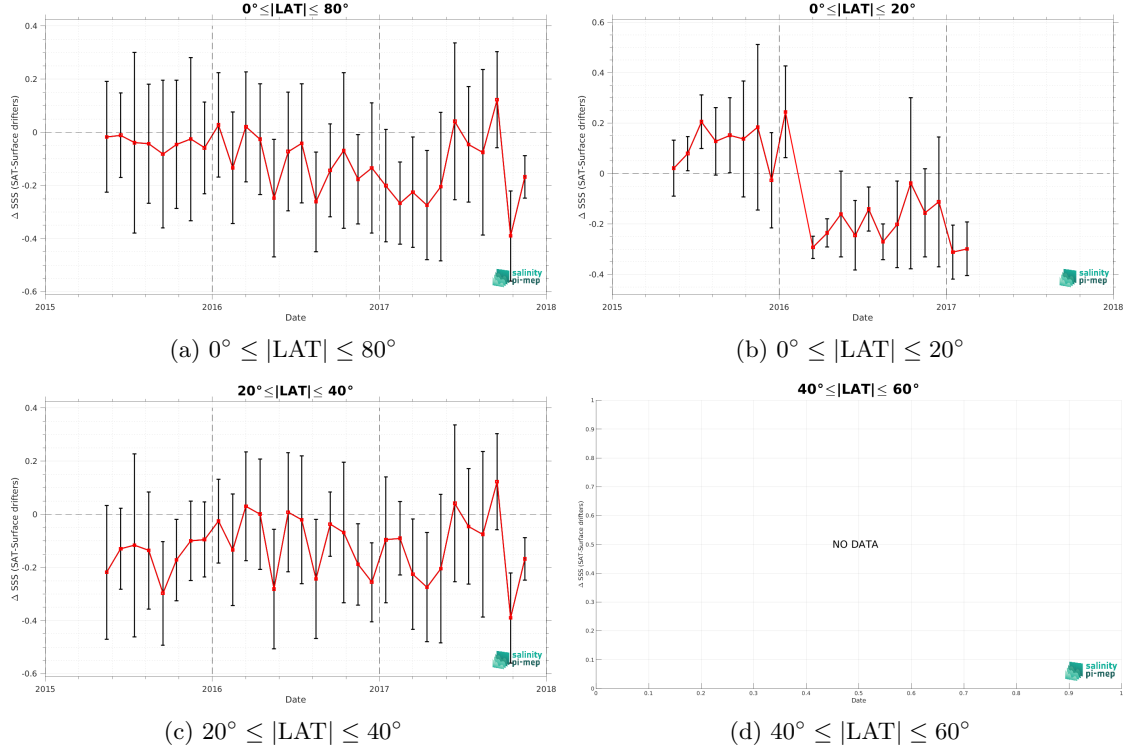 0°≤|LAT|≤ 80°
0.4
0.2
0
-0.2
-0.4
-0.6
Δ SSS (SAT-Surface drifters)
2015
2016
2017
2018
Date
salinity
pi-mep
(a) 0° ≤ |LAT| ≤ 80°
0°≤|LAT|≤ 20°
0.6
0.4
0.2
0
-0.2
-0.4
Δ SSS (SAT-Surface drifters)
2015
2016
2017
2018
Date
salinity
pi-mep
(b) 0° ≤ |LAT| ≤ 20°
20°≤|LAT|≤ 40°
0.4
0.2
0
-0.2
-0.4
-0.6
Δ SSS (SAT-Surface drifters)
2015
2016
2017
2018
Date
salinity
pi-mep
(c) 20° ≤ |LAT| ≤ 40°
40°≤|LAT|≤ 60°
1
0.9
0.8
0.7
0.6
0.5
0.4
0.3
0.2
0.1
0
Δ SSS (SAT-Surface drifters)
NO DATA
0 0.1 0.2 0.3 0.4 0.5 0.6 0.7 0.8 0.9 1
Date
salinity
pi-mep
(d) 40° ≤ |LAT| ≤ 60°